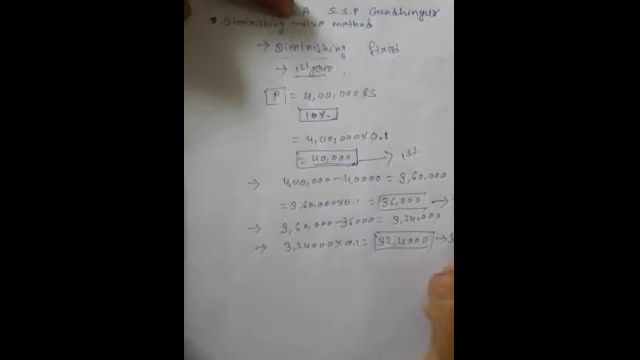 S.S.P Gundhingur
• Diminishing value method
→ Diminishing fixed
→ 1st year,
P = 4,00,000 RS
10%.
= 4,00,000 x 0.1
= 40,000 → 1st
→ 4,00,000 - 40000 = 3,60,000
= 3,60,000 x 0.1 = 36,000 →
→ 3,60,000 - 36000 = 3,24,000
→ 3,24000 x 0.1 = 32,4000 →